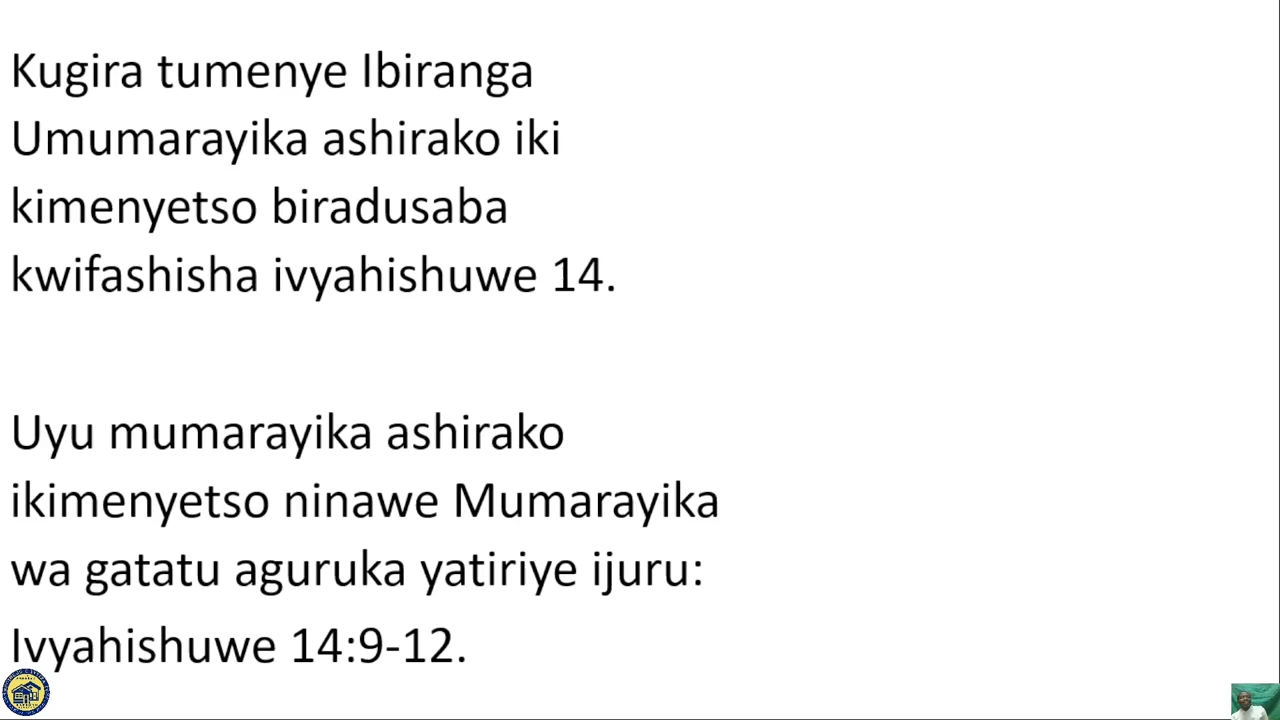 Kugira tumenye Ibiranga
Umumarayika ashirako iki
kimenyetso biradusaba
kwifashisha ivyahishuwe 14.
Uyu mumarayika ashirako
ikimenyetso ninawe Mumarayika
wa gatatu aguruka yatiriye ijuru:
Ivyahishuwe 14:9-12.